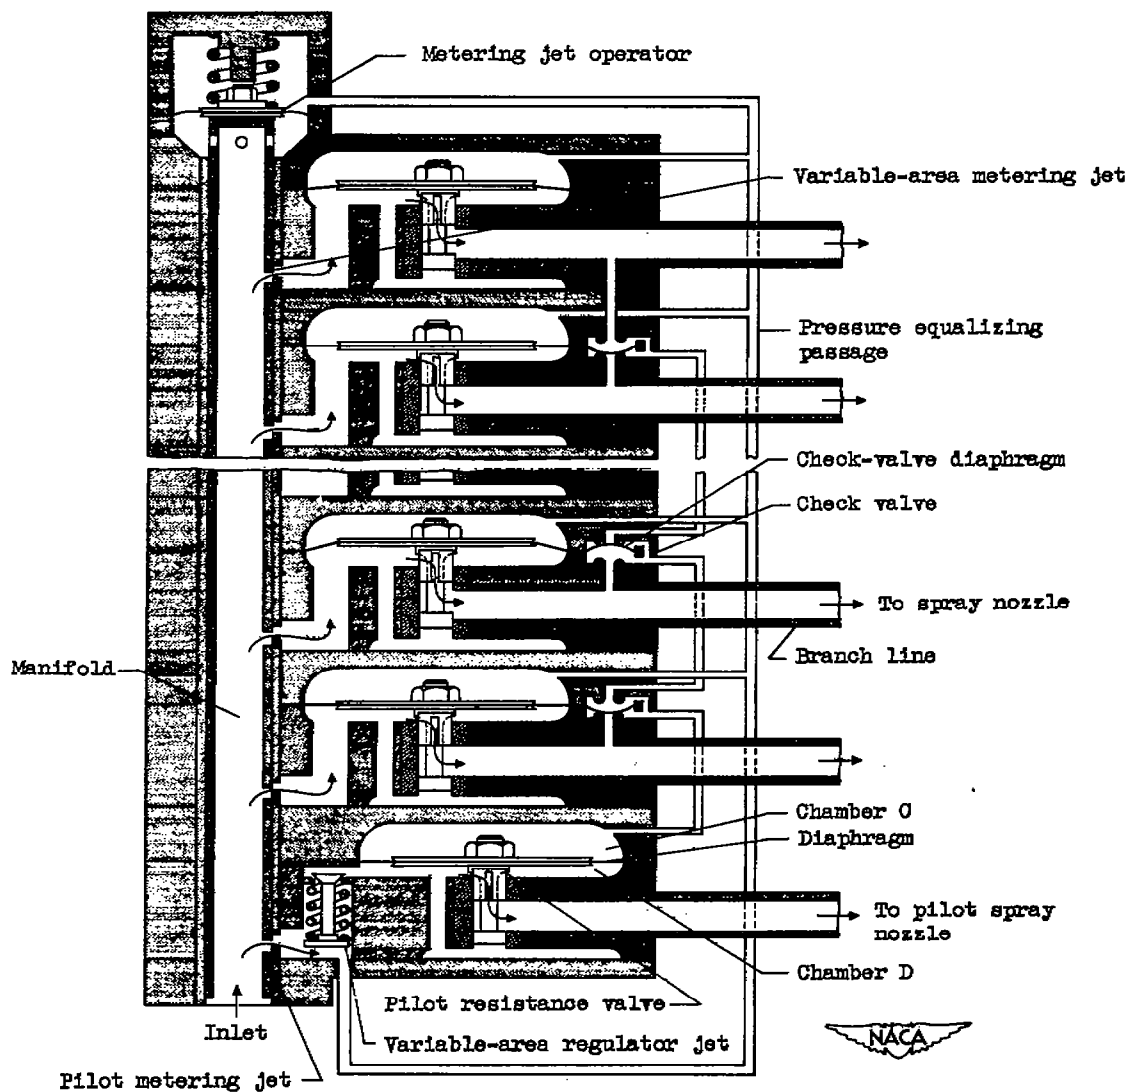 Metering jet operator
Variable-area metering jet
Pressure equalizing
passage
Check-valve diaphragm
Check valve
To spray nozzle
Branch line
Manifold
Chamber C
Diaphragm
To pilot spray
nozzle
Chamber D
Pilot resistance valve
Inlet
Variable-area regulator jet
Pilot metering jet
NACA